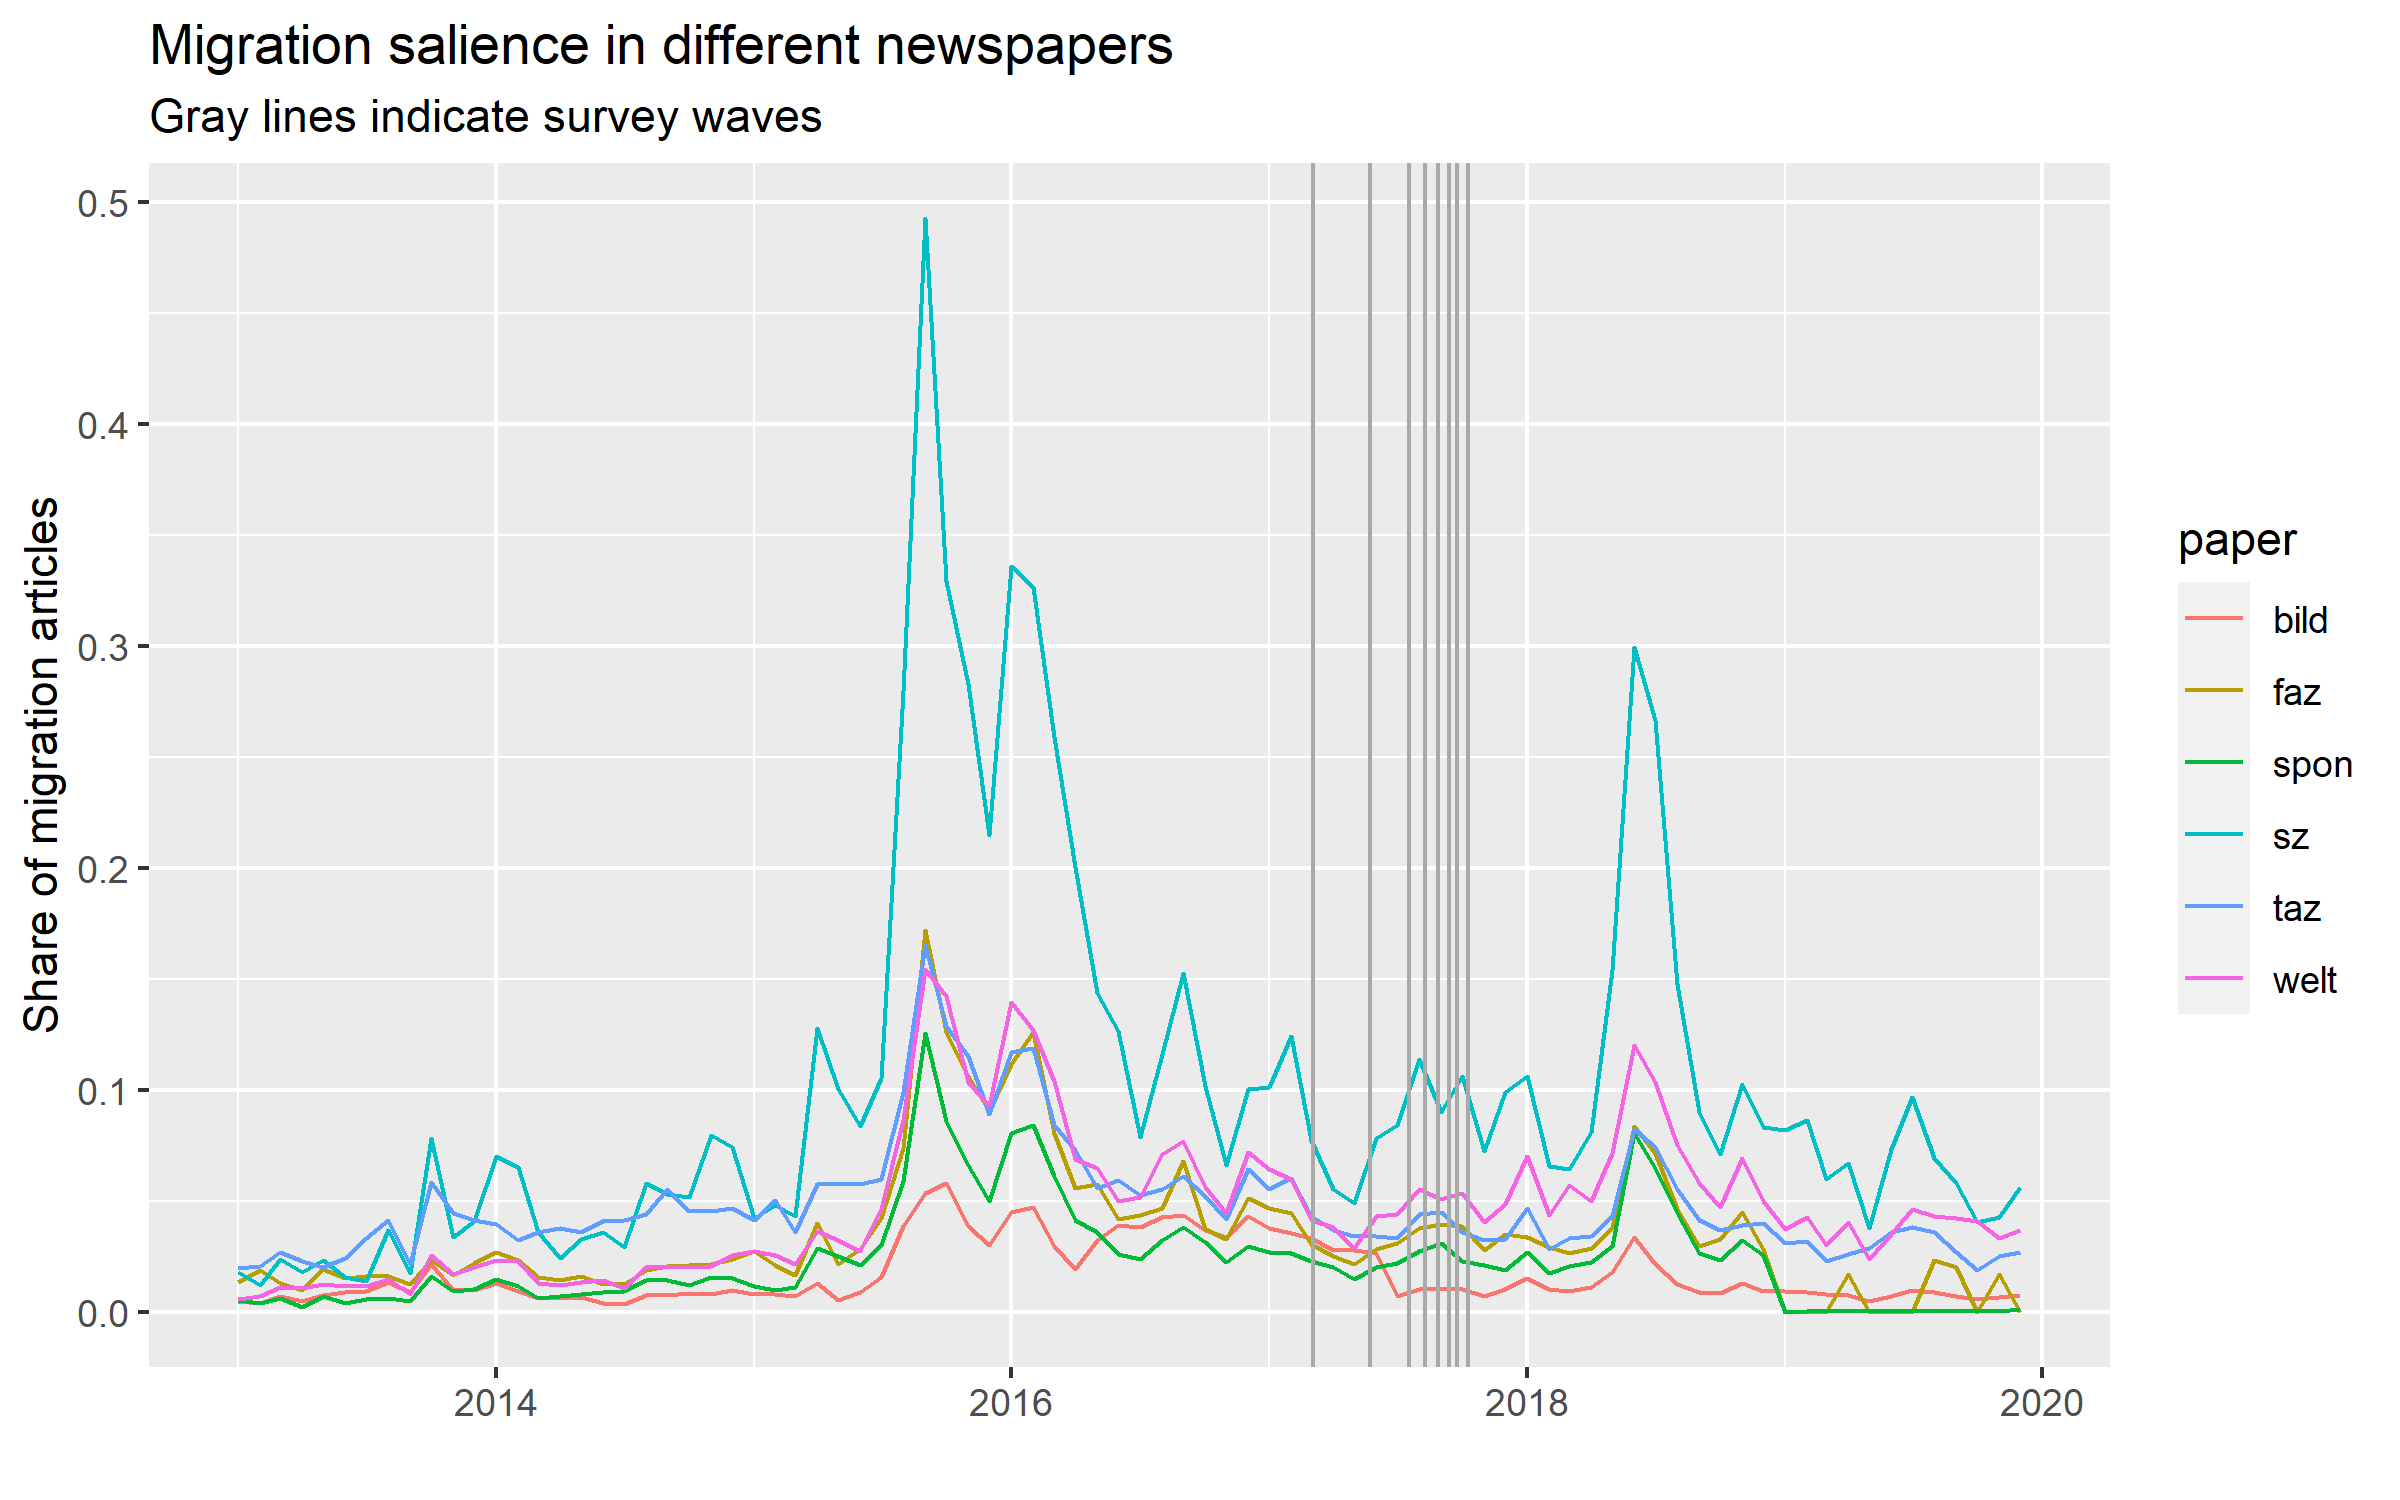 Migration salience in different newspapers
Gray lines indicate survey waves
Share of migration articles
0.5
0.4
0.3
0.2
0.1
0.0
2014
2016
2018
2020
paper
bild
faz
spon
sz
taz
welt